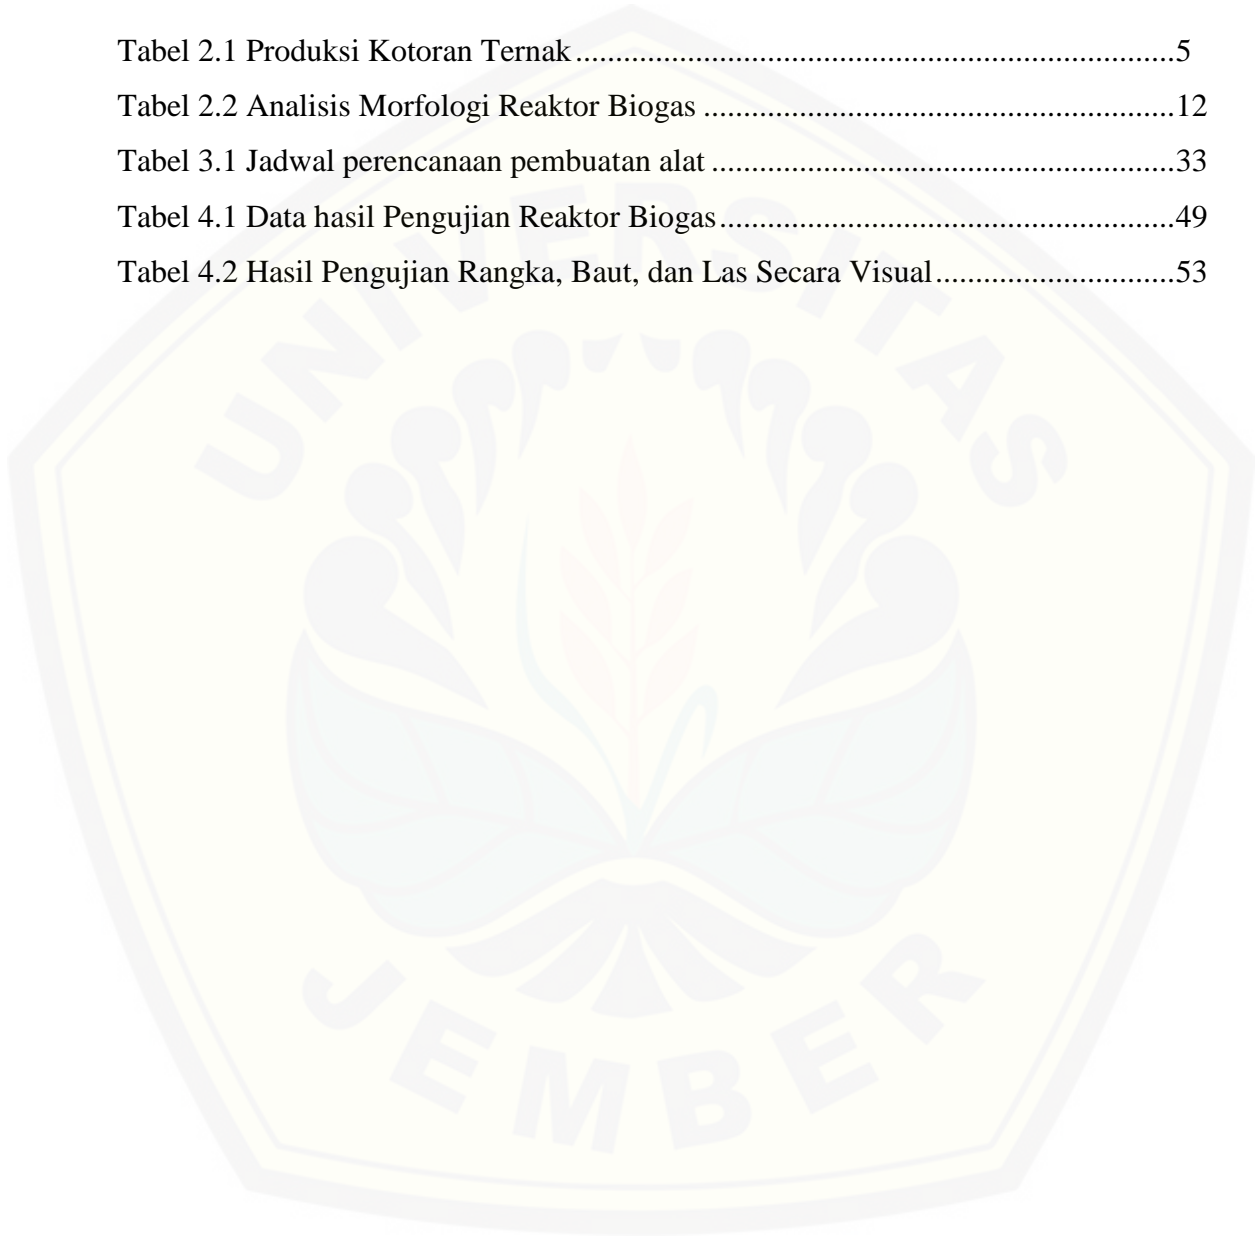 Tabel 2.1 Produksi Kotoran Ternak...........................................................................5
Tabel 2.2 Analisis Morfologi Reaktor Biogas ...........................................................12
Tabel 3.1 Jadwal perencanaan pembuatan alat ..........................................................33
Tabel 4.1 Data hasil Pengujian Reaktor Biogas.........................................................49
Tabel 4.2 Hasil Pengujian Rangka, Baut, dan Las Secara Visual..............................53
UNIVERSITAS
JEMBER